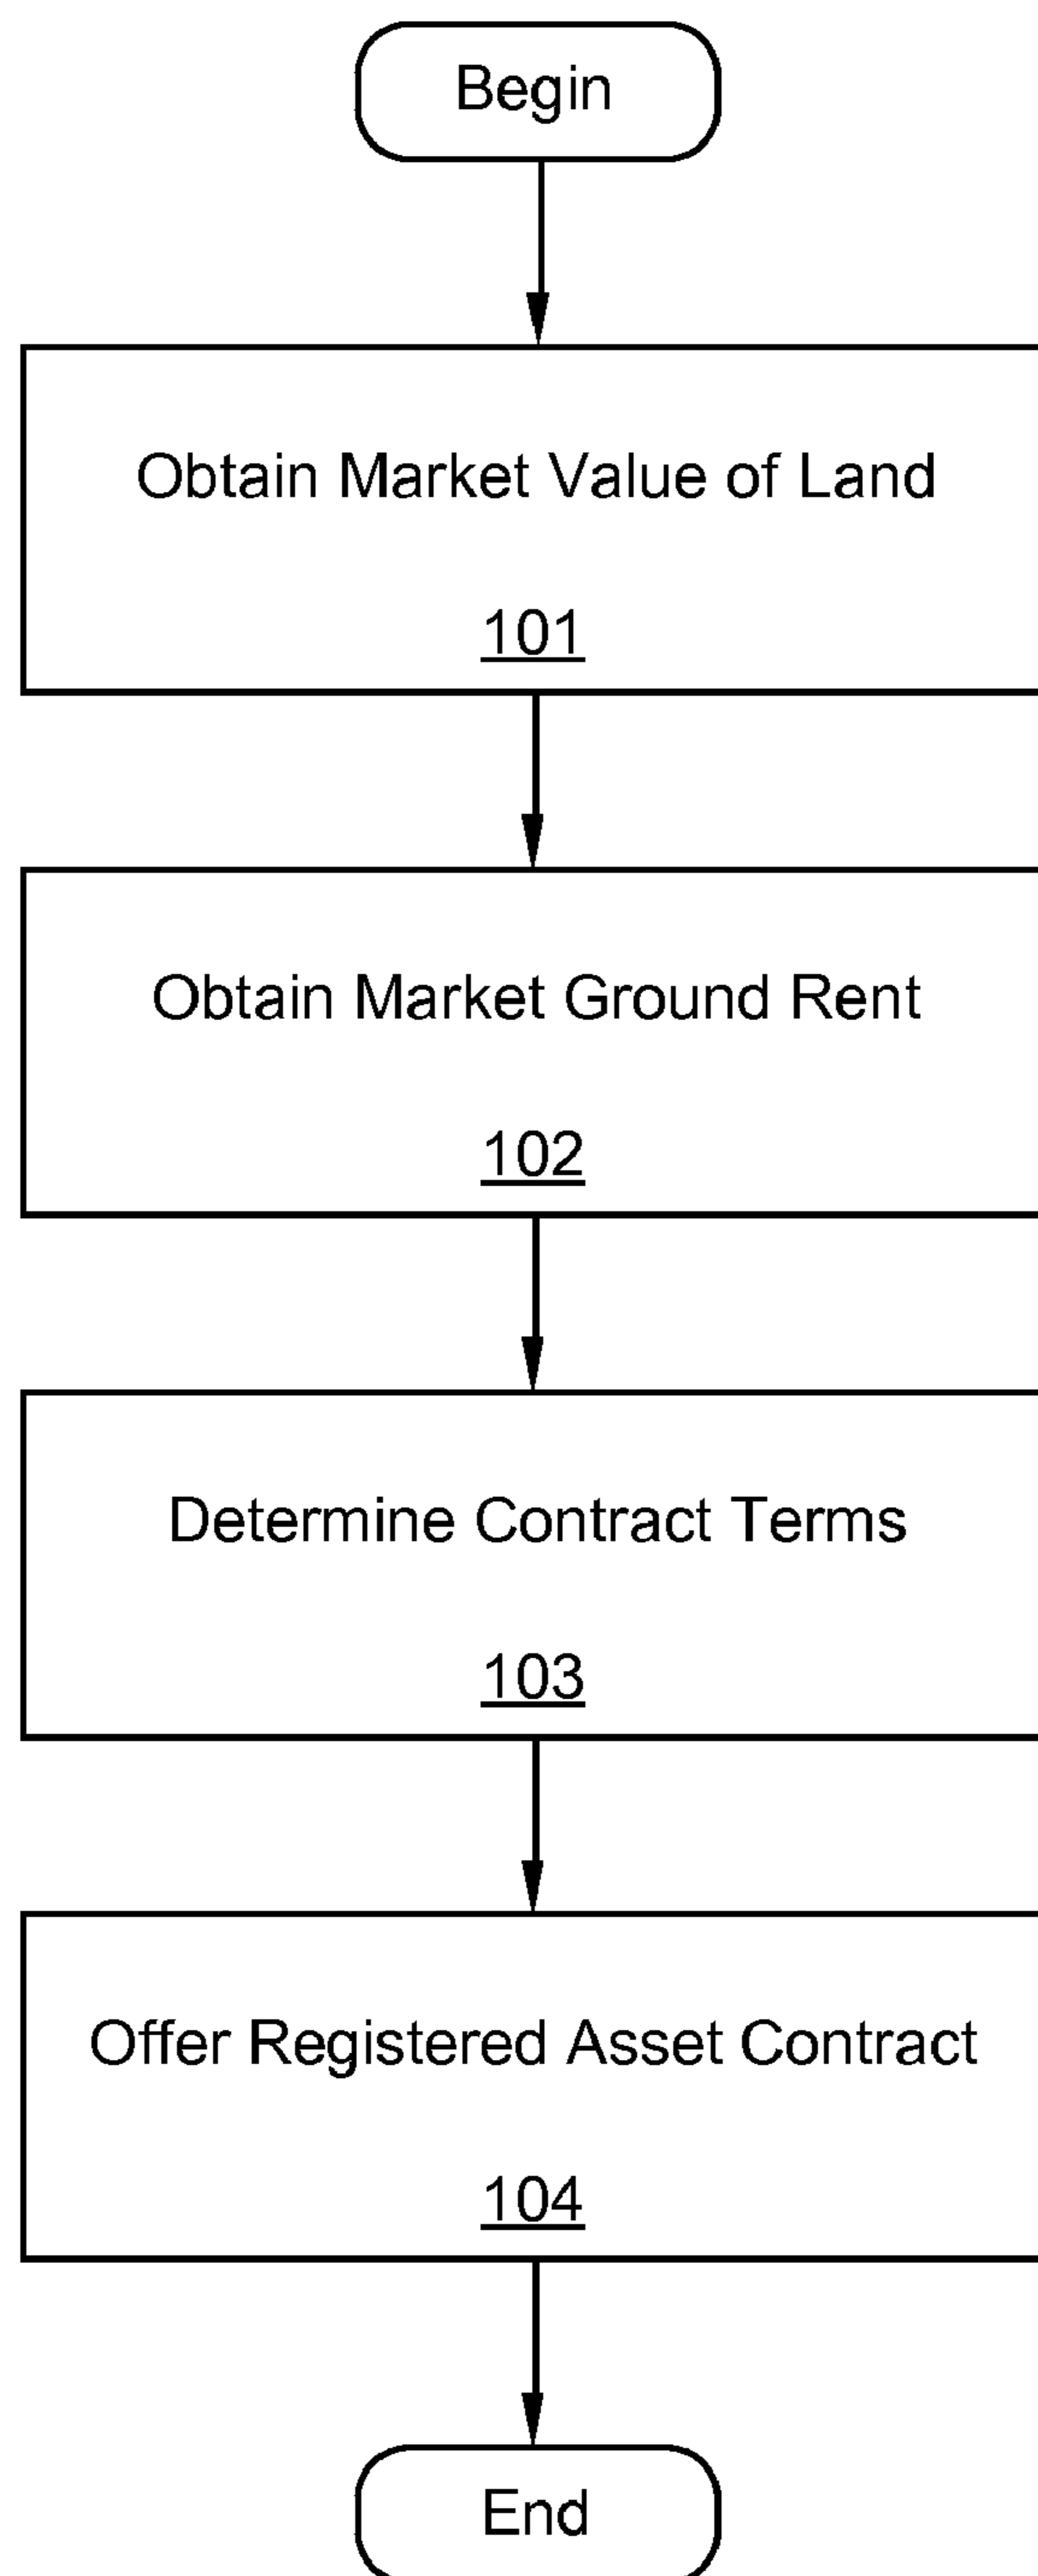 Begin
Obtain Market Value of Land
101
Obtain Market Ground Rent
102
Determine Contract Terms
103
Offer Registered Asset Contract
104
End